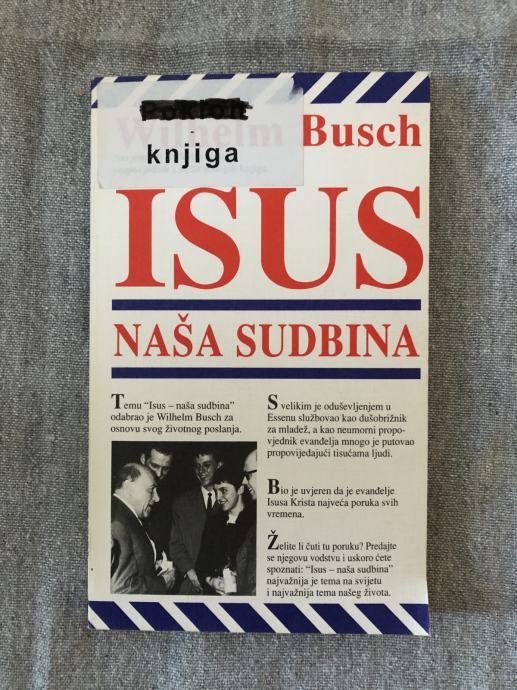 Poklon
knjiga
Wilhelm Busch
ISUS
NAŠA SUDBINA
Temu “Isus – naša sudbina”
odabrao je Wilhelm Busch za
osnovu svog životnog poslanja.
S velikim je oduševljenjem u
Essenu službovao kao dušobrižnik
za mladež, a kao neumorni propo-
vjednik evanđelja mnogo je putovao
propovijedajući tisućama ljudi.
Bio je uvjeren da je evanđelje
Isusa Krista najveća poruka svih
vremena.
Želite li čuti tu poruku? Predajte
se njegovu vodstvu i uskoro ćete
spoznati: “Isus – naša sudbina”
najvažnija je tema na svijetu
i najvažnija tema našeg života.